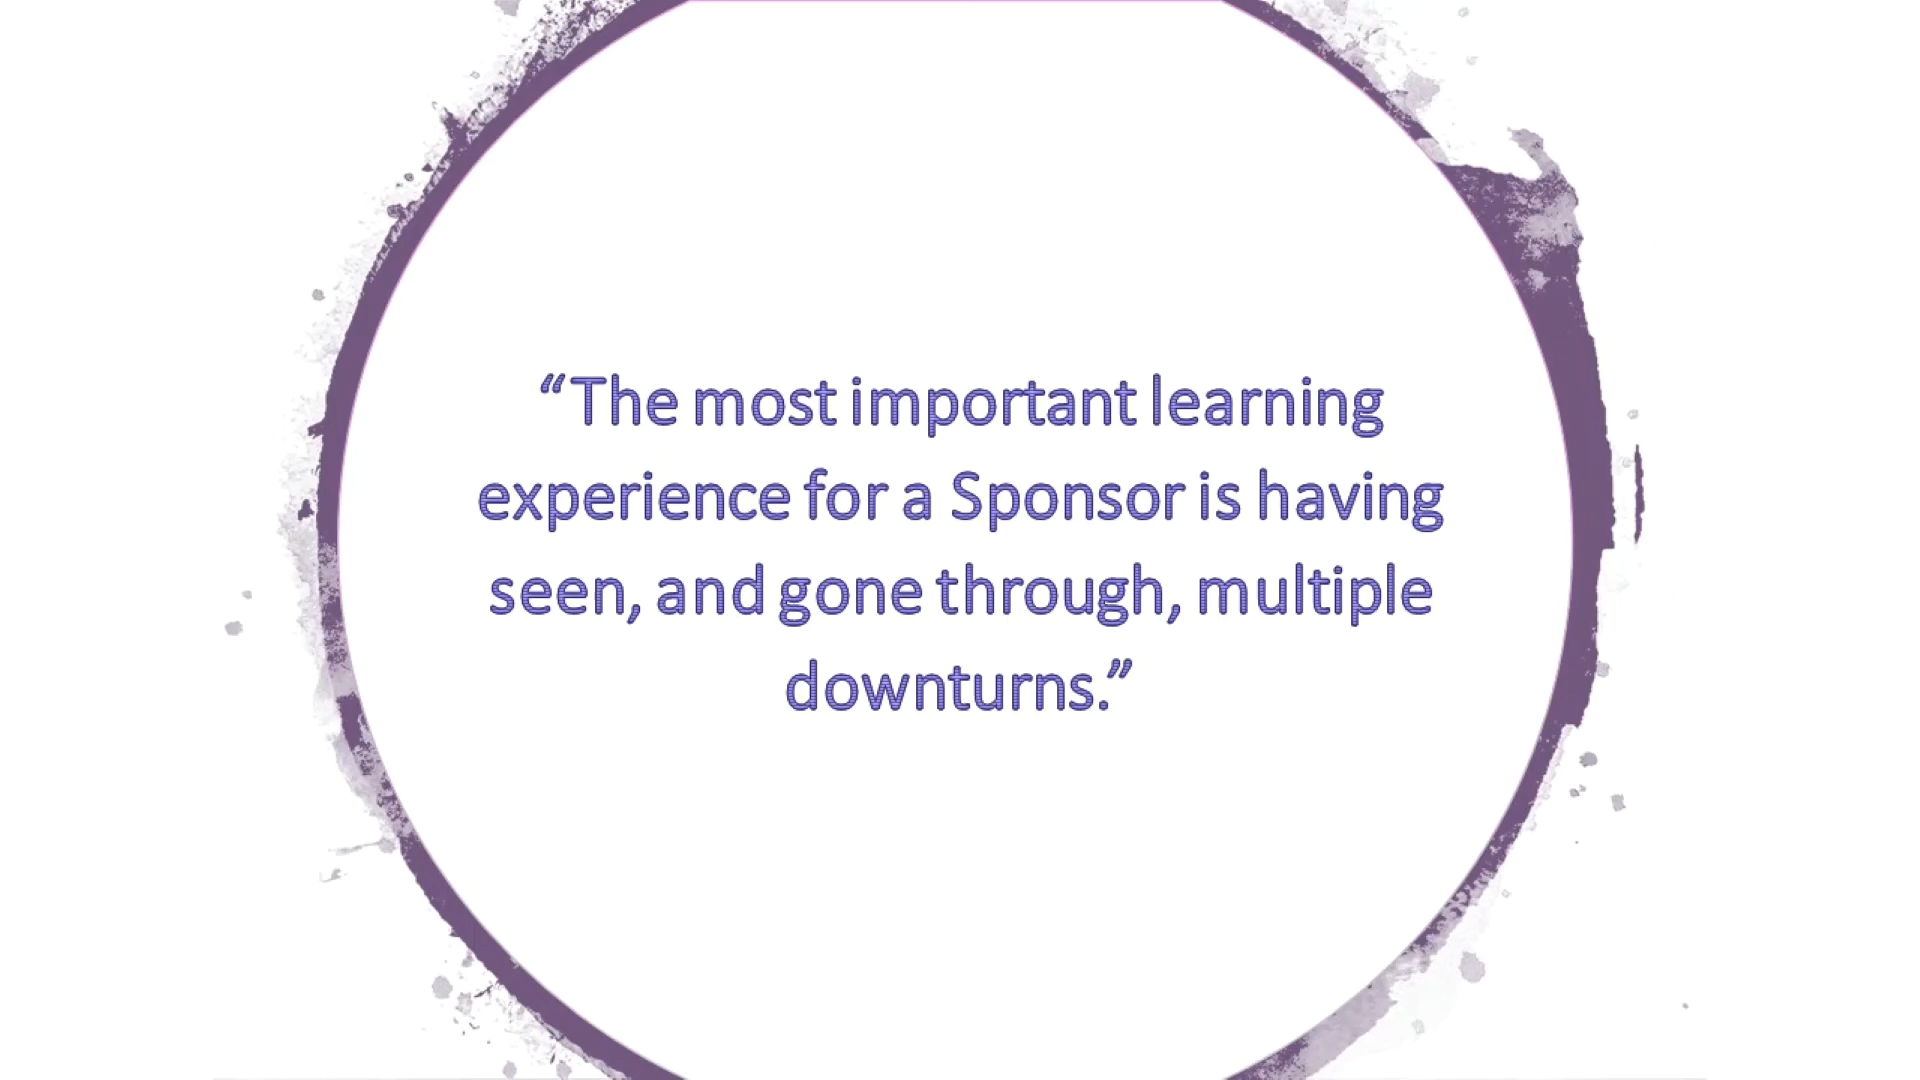 “The most important learning
experience for a Sponsor is having
seen, and gone through, multiple
downturns.”